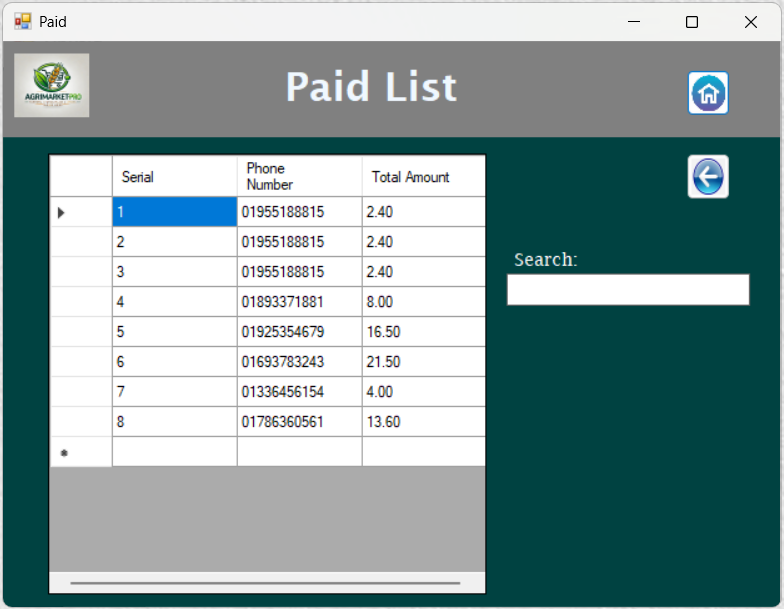 Paid
AGRIMARKETPRO
Paid List
Serial Phone Number Total Amount
1 01955188815 2.40
2 01955188815 2.40
3 01955188815 2.40
4 01893371881 8.00
5 01925354679 16.50
6 01693783243 21.50
7 01336456154 4.00
8 01786360561 13.60
Search: